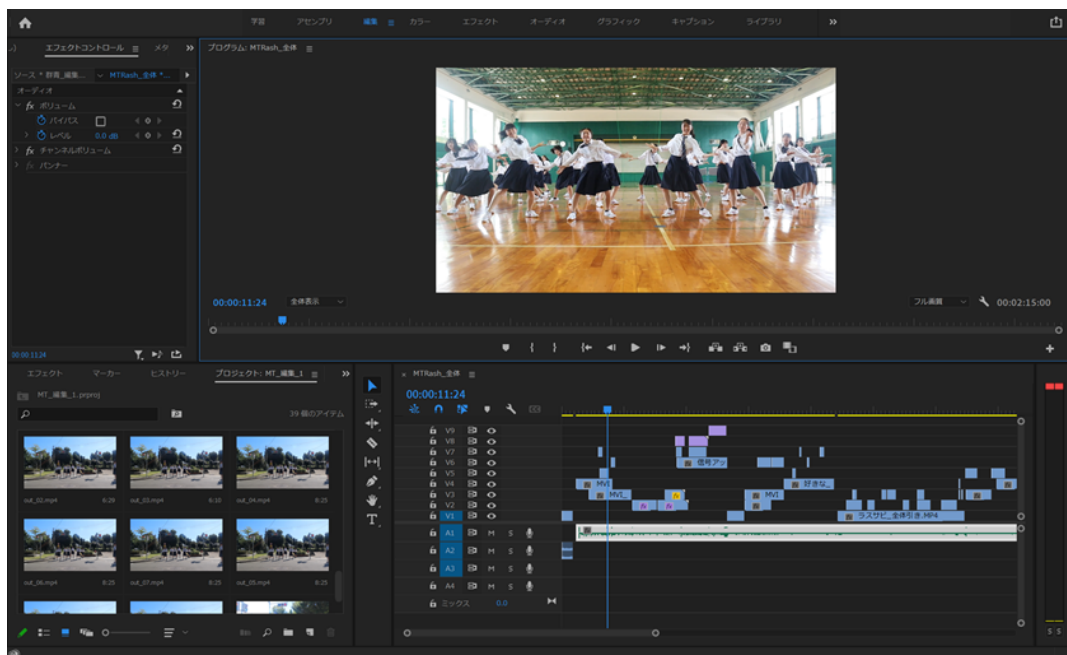 学習 アセンブリ 編集 カラー エフェクト オーディオ グラフィック キャプション ライブラリ
エフェクトコントロール メタ
プログラム: MTRash_全体
MTRash_全体 *
オーディオ
fx ボリューム
バイパス
レベル 0.0 dB
fx チャンネルボリューム
fx パンナー
00:00:11:24 全体表示 フル画質 00:02:15:00
00:00:11:24
エフェクト マーカー ヒストリー プロジェクト: MT_編集_1
MT_編集_1.prproj
39 個のアイテム
out_02.mp4 6:29 out_03.mp4 6:10 out_04.mp4 8:25
out_06.mp4 8:25 out_07.mp4 8:25 out_05.mp4 8:25
× MTRash_全体
00:00:11:24
V9
V8
V7
V6 信号アッ
V5
V4 MVI 好きな_
V3 MVI_ MVI
V2
V1 ラスサビ_全体引き.MP4
A1 M S
A2 M S
A3 M S
A4 M S
ミックス 0.0
S S